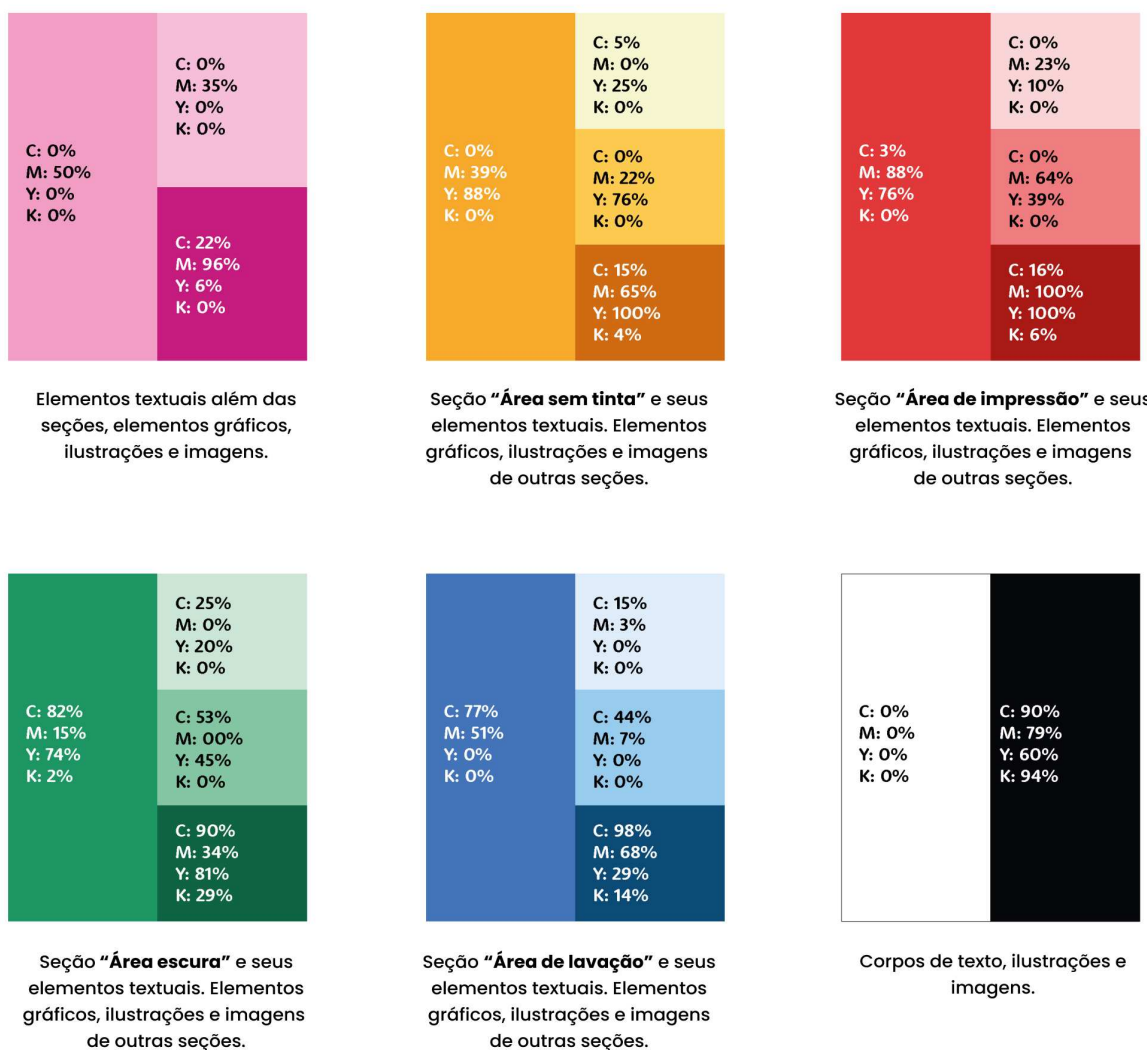 C: 0%
M: 50%
Y: 0%
K: 0%
C: 0%
M: 35%
Y: 0%
K: 0%
C: 22%
M: 96%
Y: 6%
K: 0%
Elementos textuais além das
seções, elementos gráficos,
ilustrações e imagens.
C: 0%
M: 39%
Y: 88%
K: 0%
C: 5%
M: 0%
Y: 25%
K: 0%
C: 0%
M: 22%
Y: 76%
K: 0%
C: 15%
M: 65%
Y: 100%
K: 4%
Seção “Área sem tinta” e seus
elementos textuais. Elementos
gráficos, ilustrações e imagens
de outras seções.
C: 3%
M: 88%
Y: 76%
K: 0%
C: 0%
M: 23%
Y: 10%
K: 0%
C: 0%
M: 64%
Y: 39%
K: 0%
C: 16%
M: 100%
Y: 100%
K: 6%
Seção “Área de impressão” e seus
elementos textuais. Elementos
gráficos, ilustrações e imagens
de outras seções.
C: 82%
M: 15%
Y: 74%
K: 2%
C: 25%
M: 0%
Y: 20%
K: 0%
C: 53%
M: 00%
Y: 45%
K: 0%
C: 90%
M: 34%
Y: 81%
K: 29%
Seção “Área escura” e seus
elementos textuais. Elementos
gráficos, ilustrações e imagens
de outras seções.
C: 77%
M: 51%
Y: 0%
K: 0%
C: 15%
M: 3%
Y: 0%
K: 0%
C: 44%
M: 7%
Y: 0%
K: 0%
C: 98%
M: 68%
Y: 29%
K: 14%
Seção “Área de lavação” e seus
elementos textuais. Elementos
gráficos, ilustrações e imagens
de outras seções.
C: 0%
M: 0%
Y: 0%
K: 0%
C: 90%
M: 79%
Y: 60%
K: 94%
Corpos de texto, ilustrações e
imagens.